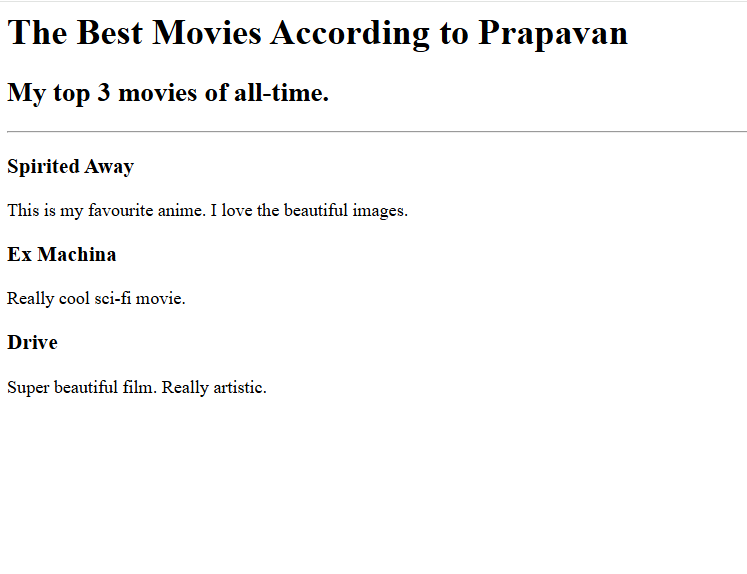 The Best Movies According to Prapavan
My top 3 movies of all-time.
Spirited Away
This is my favourite anime. I love the beautiful images.
Ex Machina
Really cool sci-fi movie.
Drive
Super beautiful film. Really artistic.